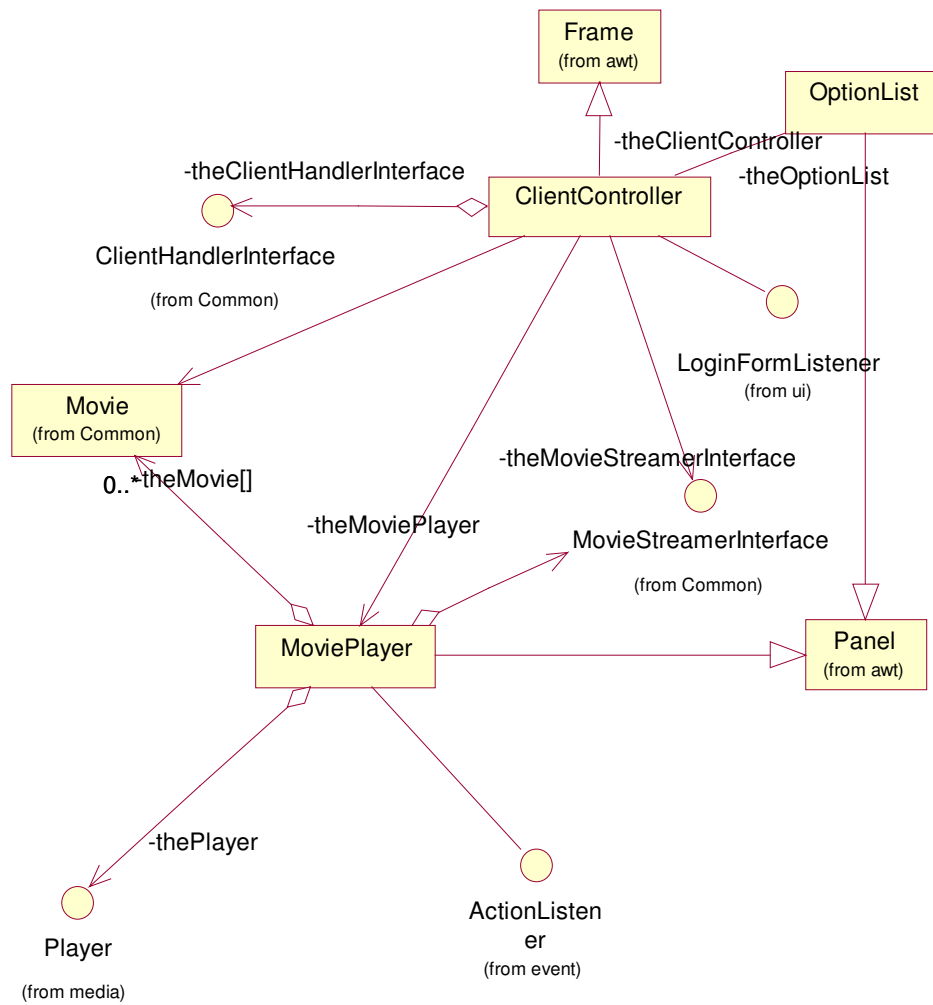 Frame
(from awt)
OptionList
-theClientController
-theClientHandlerInterface
-theOptionList
ClientController
ClientHandlerInterface
(from Common)
LoginFormListener
(from ui)
Movie
(from Common)
0..*
-theMovie[]
-theMovieStreamerInterface
-theMoviePlayer
MovieStreamerInterface
(from Common)
MoviePlayer
Panel
(from awt)
-thePlayer
ActionListen
er
(from event)
Player
(from media)